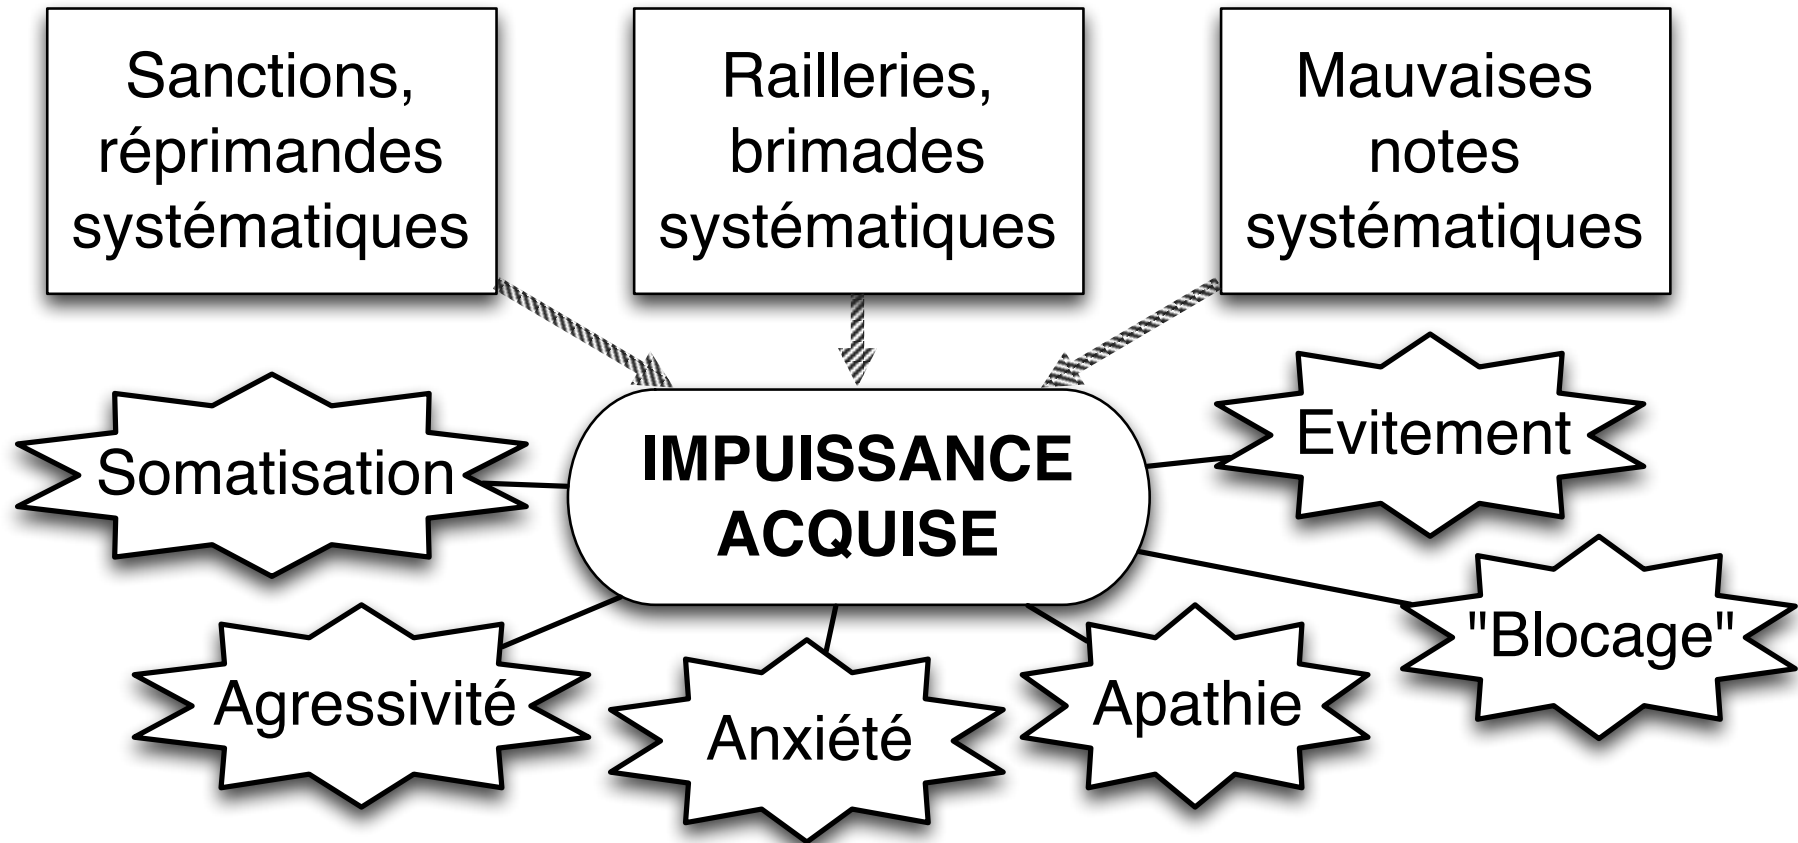 Sanctions,
réprimandes
systématiques
Railleries,
brimades
systématiques
Mauvaises
notes
systématiques
IMPUISSANCE
ACQUISE
Somatisation
Evitement
"Blocage"
Agressivité
Anxiété
Apathie